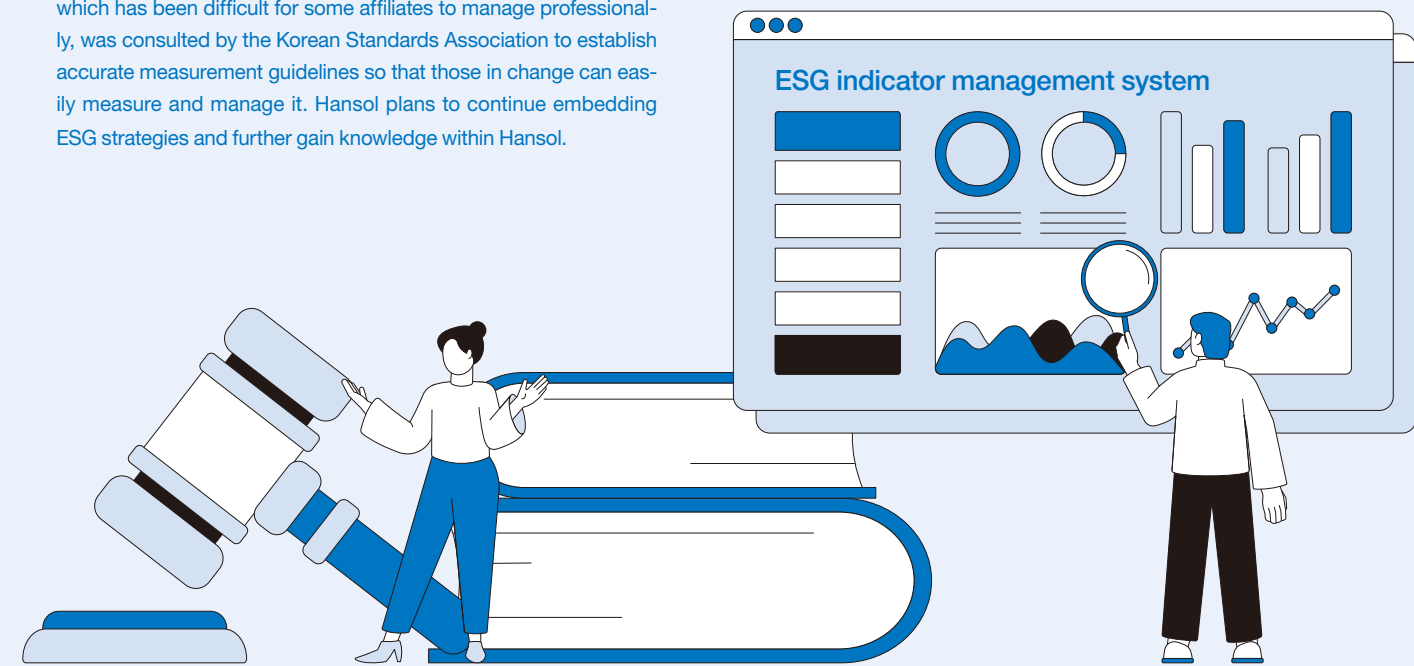 which has been difficult for some affiliates to manage professional-
ly, was consulted by the Korean Standards Association to establish
accurate measurement guidelines so that those in change can eas-
ily measure and manage it. Hansol plans to continue embedding
ESG strategies and further gain knowledge within Hansol.
ESG indicator management system